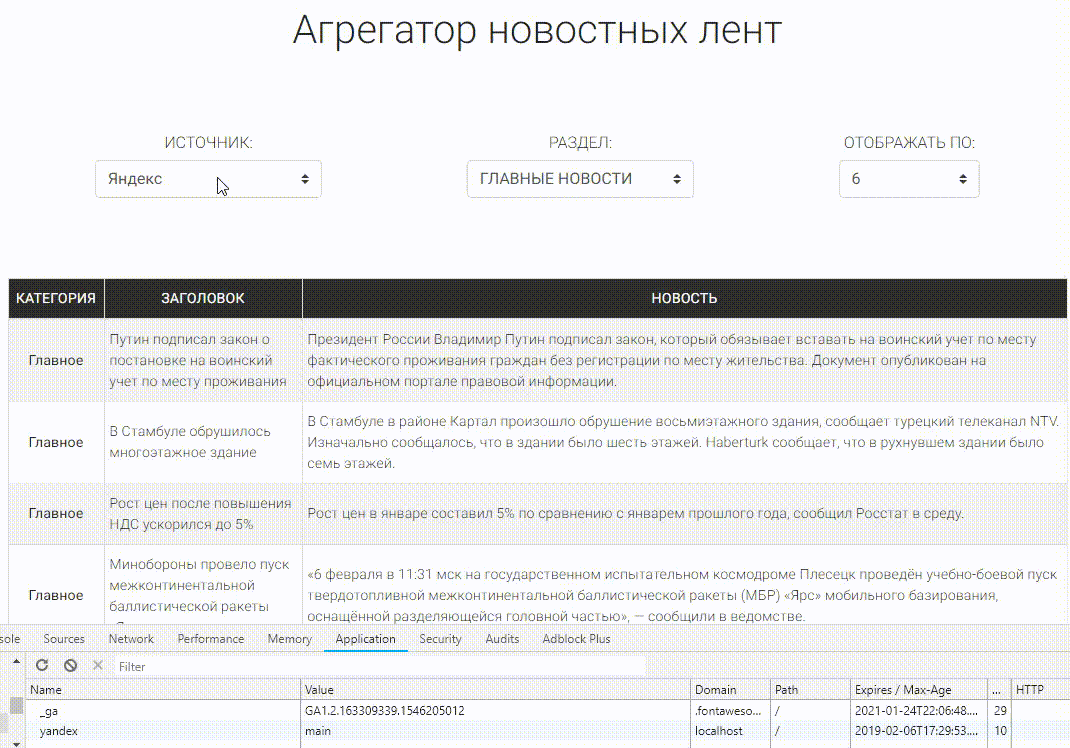 Агрегатор новостных лент
ИСТОЧНИК:
РАЗДЕЛ:
ОТОБРАЖАТЬ ПО:
Яндекс
ГЛАВНЫЕ НОВОСТИ
6
КАТЕГОРИЯ ЗАГОЛОВОК НОВОСТЬ
Главное
Путин подписал закон о
постановке на воинский
учет по месту проживания
Президент России Владимир Путин подписал закон, который обязывает вставать на воинский учет по месту
фактического проживания граждан без регистрации по месту жительства. Документ опубликован на
официальном портале правовой информации.
Главное
В Стамбуле обрушилось
многоэтажное здание
В Стамбуле в районе Картал произошло обрушение восьмиэтажного здания, сообщает турецкий телеканал NTV.
Изначально сообщалось, что в здании было шесть этажей. Haberturk сообщает, что в рухнувшем здании было
семь этажей.
Главное
Рост цен после повышения
НДС ускорился до 5%
Рост цен в январе составил 5% по сравнению с январем прошлого года, сообщил Росстат в среду.
Главное
Минобороны провело пуск
межконтинентальной
баллистической ракеты
«6 февраля в 11:31 мск на государственном испытательном космодроме Плесецк проведён учебно-боевой пуск
твердотопливной межконтинентальной баллистической ракеты (МБР) «Ярс» мобильного базирования,
оснащённой разделяющейся головной частью», — сообщили в ведомстве.
sole Sources Network Performance Memory Application Security Audits Adblock Plus
Filter
Name Value Domain Path Expires / Max-Age ... HTTP
_ga GA1.2.163309339.1546205012 .fontaweso... / 2021-01-24T22:06:48.... 29
yandex main localhost / 2019-02-06T17:29:53.... 10